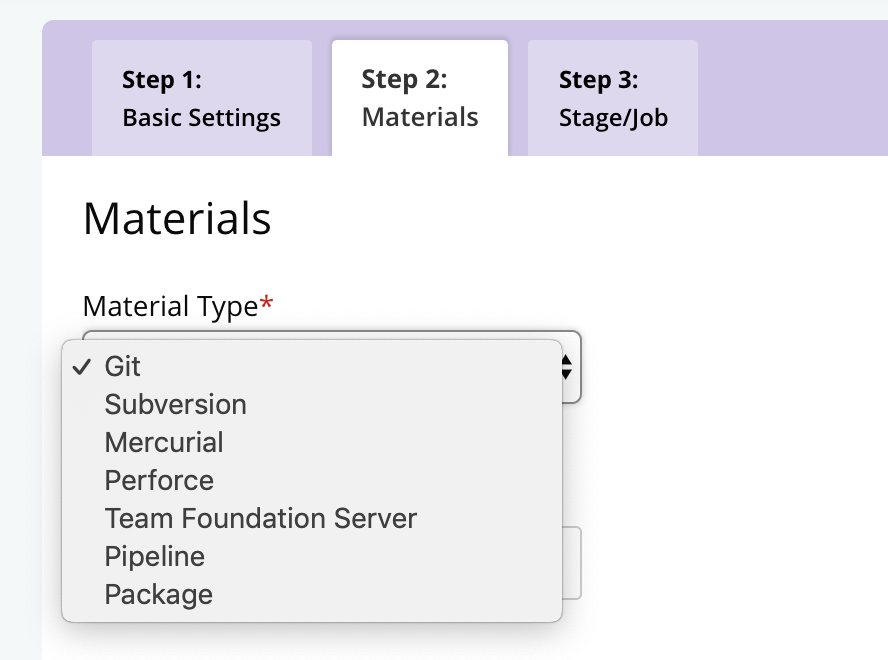 Step 1:
Basic Settings
Step 2:
Materials
Step 3:
Stage/Job
Materials
Material Type*
✓ Git
Subversion
Mercurial
Perforce
Team Foundation Server
Pipeline
Package